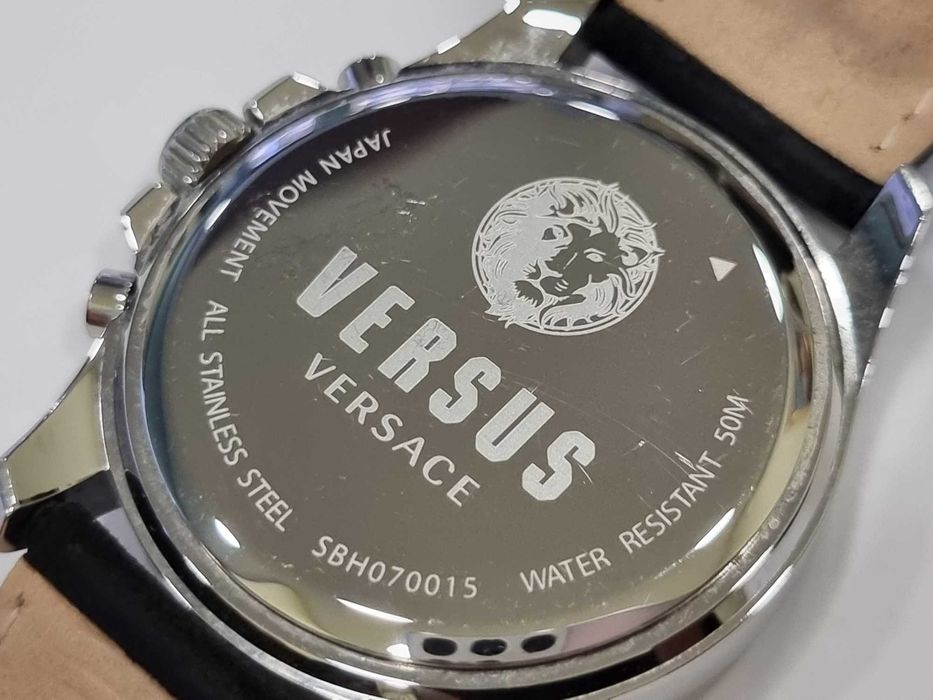 VERSUS
VERSACE
JAPAN MOVEMENT ALL STAINLESS STEEL SBH070015 WATER RESISTANT 50M